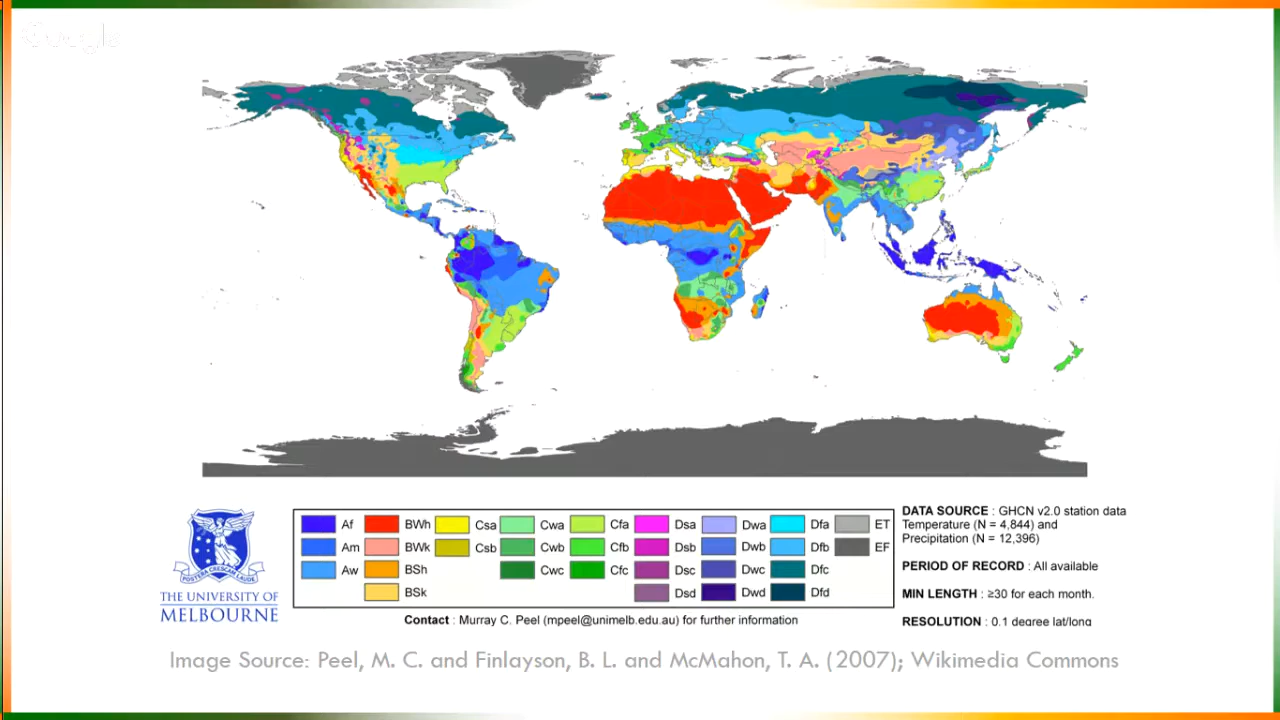 Google
Af BWh Csa Cwa Cfa Dsa Dwa Dfa ET
Am BWk Csb Cwb Cfb Dsb Dwb Dfb EF
Aw BSh Cwc Cfc Dsc Dwc Dfc
BSk Dsd Dwd Dfd
DATA SOURCE : GHCN v2.0 station data
Temperature (N = 4,844) and
Precipitation (N = 12,396)
PERIOD OF RECORD : All available
MIN LENGTH : ≥30 for each month.
RESOLUTION : 0.1 degree lat/long
POSTERA CRESCAM LAUDE
THE UNIVERSITY OF
MELBOURNE
Contact : Murray C. Peel (mpeel@unimelb.edu.au) for further information
Image Source: Peel, M. C. and Finlayson, B. L. and McMahon, T. A. (2007); Wikimedia Commons